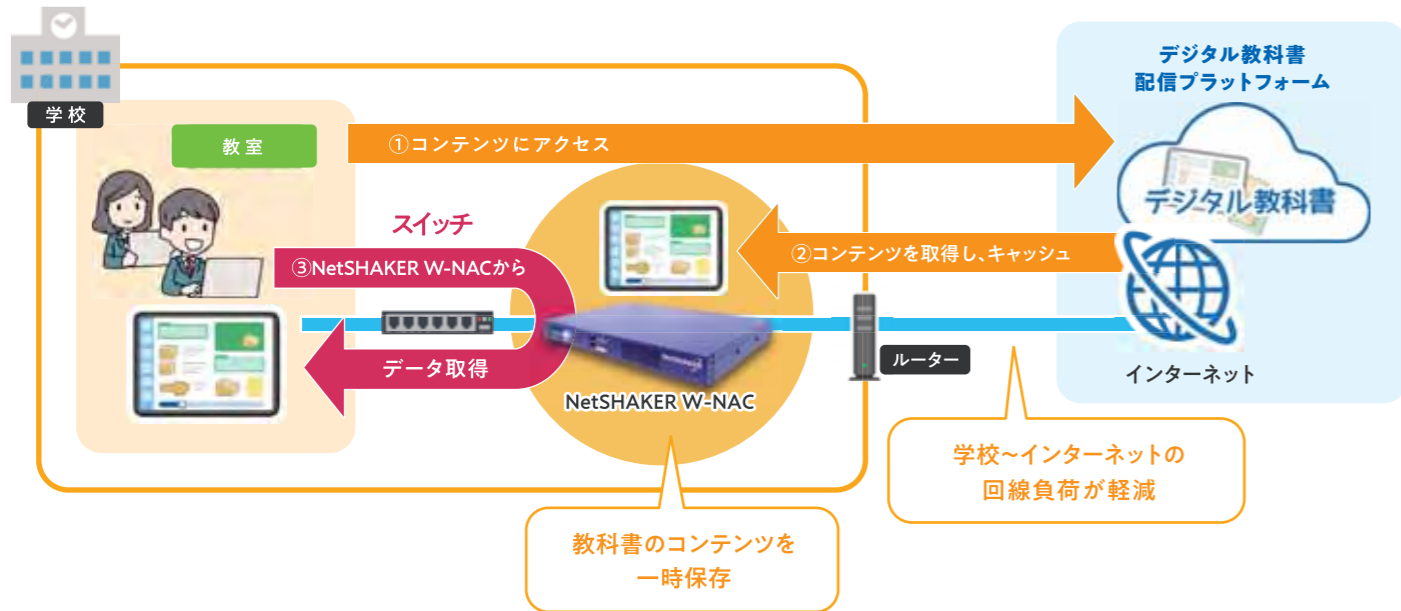 学校
教室
デジタル教科書
配信プラットフォーム
①コンテンツにアクセス
デジタル教科書
スイッチ
②コンテンツを取得し、キャッシュ
③NetSHAKER W-NACから
データ取得
ルーター
インターネット
NetSHAKER W-NAC
学校～インターネットの
回線負荷が軽減
教科書のコンテンツを
一時保存